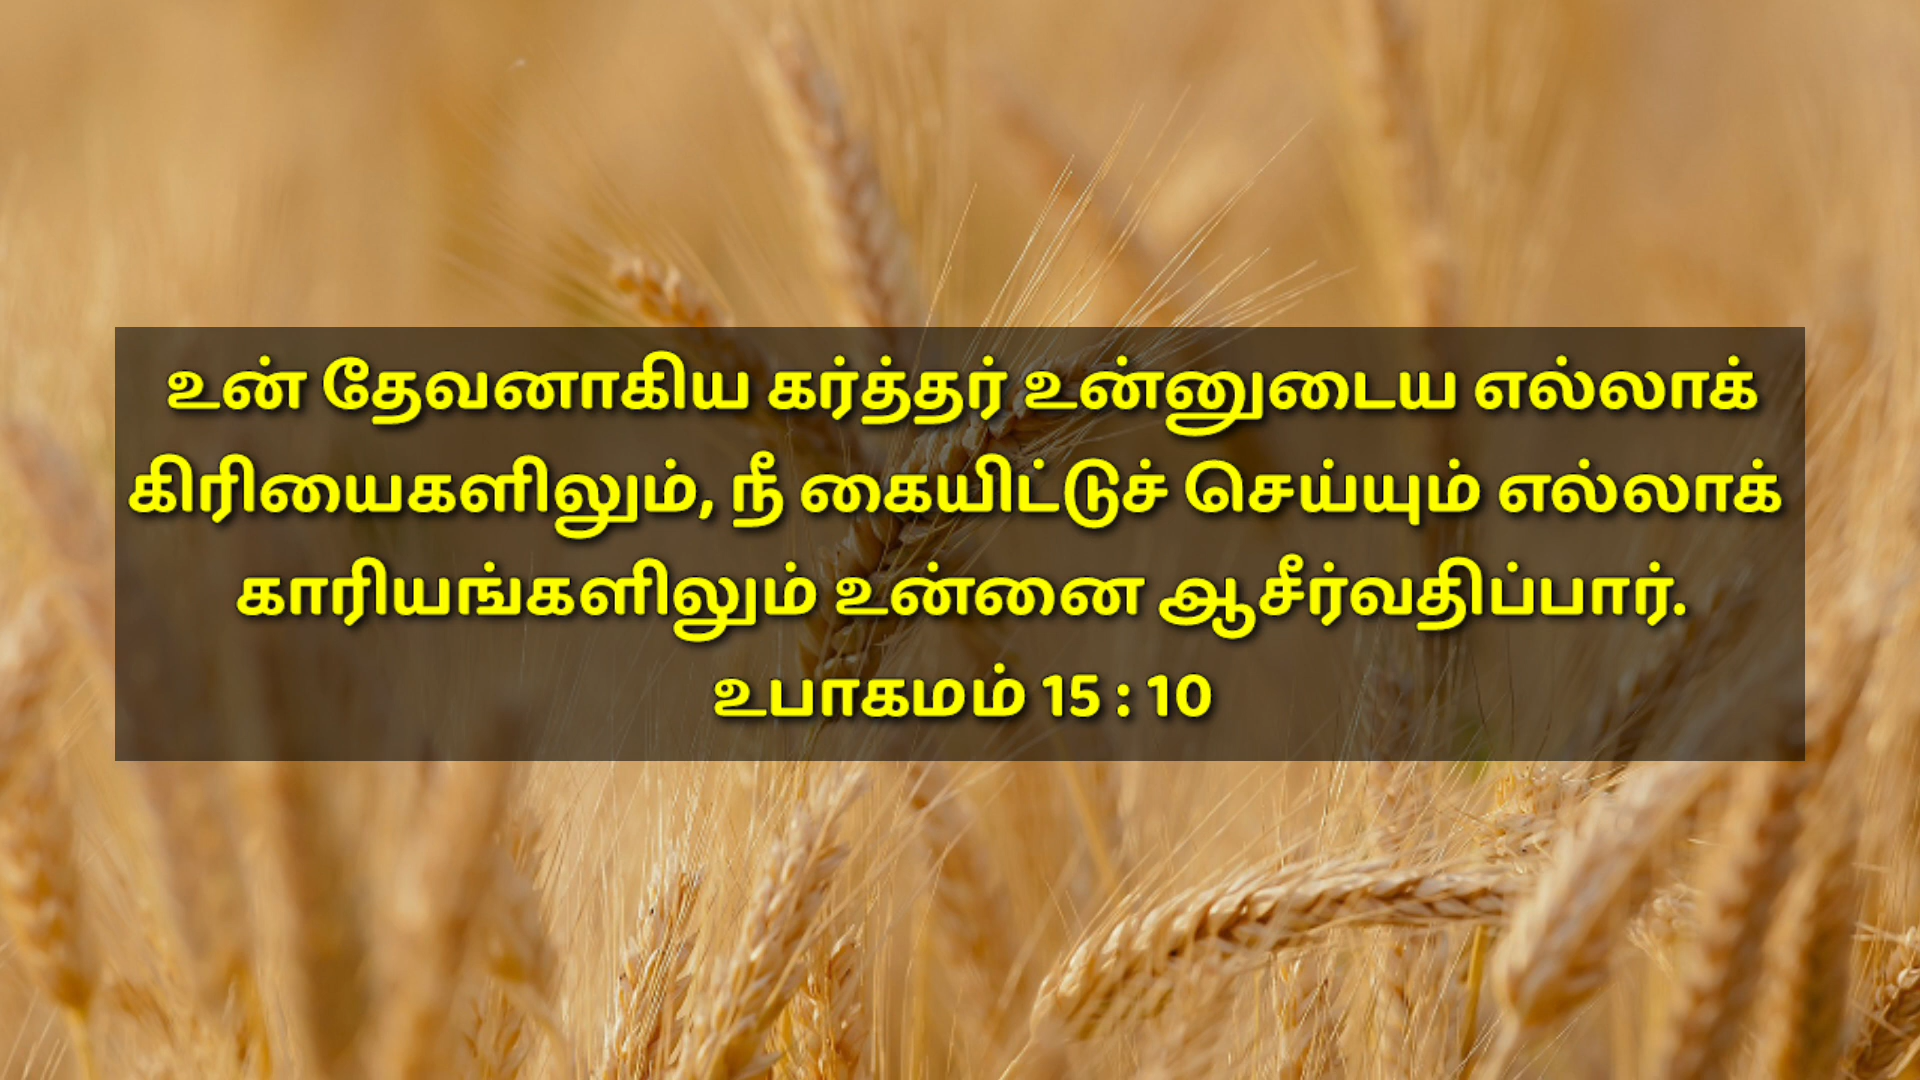 உன் தேவனாகிய கர்த்தர் உன்னுடைய எல்லாக்
கிரியைகளிலும், நீ கையிட்டுச் செய்யும் எல்லாக்
காரியங்களிலும் உன்னை ஆசீர்வதிப்பார்.
உபாகமம் 15 : 10